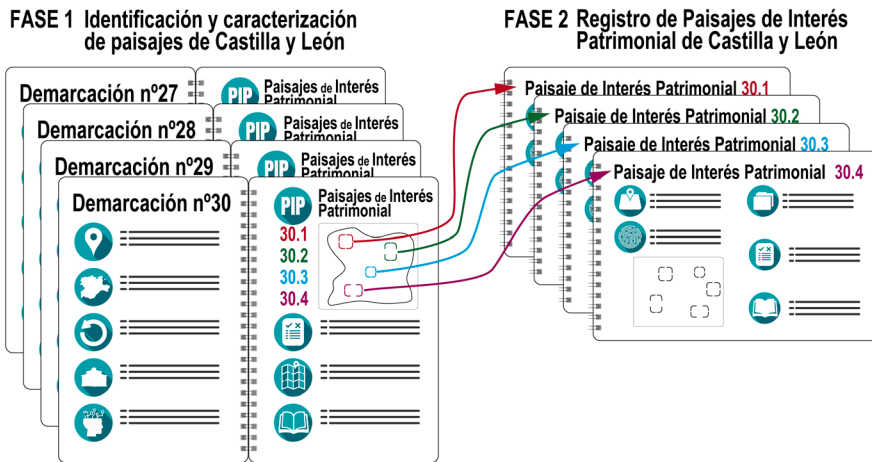 FASE 1 Identificación y caracterización
de paisajes de Castilla y León
FASE 2 Registro de Paisajes de Interés
Patrimonial de Castilla y León
Demarcación nº27
PIP
Paisajes de Interés
Patrimonial
Demarcación nº28
PIP
Paisajes de Interés
Patrimonial
Demarcación nº29
PIP
Paisajes de Interés
Patrimonial
Demarcación nº30
PIP
Paisajes de Interés
Patrimonial
30.1
30.2
30.3
30.4
Paisaje de Interés Patrimonial 30.1
Paisaje de Interés Patrimonial 30.2
Paisaje de Interés Patrimonial 30.3
Paisaje de Interés Patrimonial 30.4